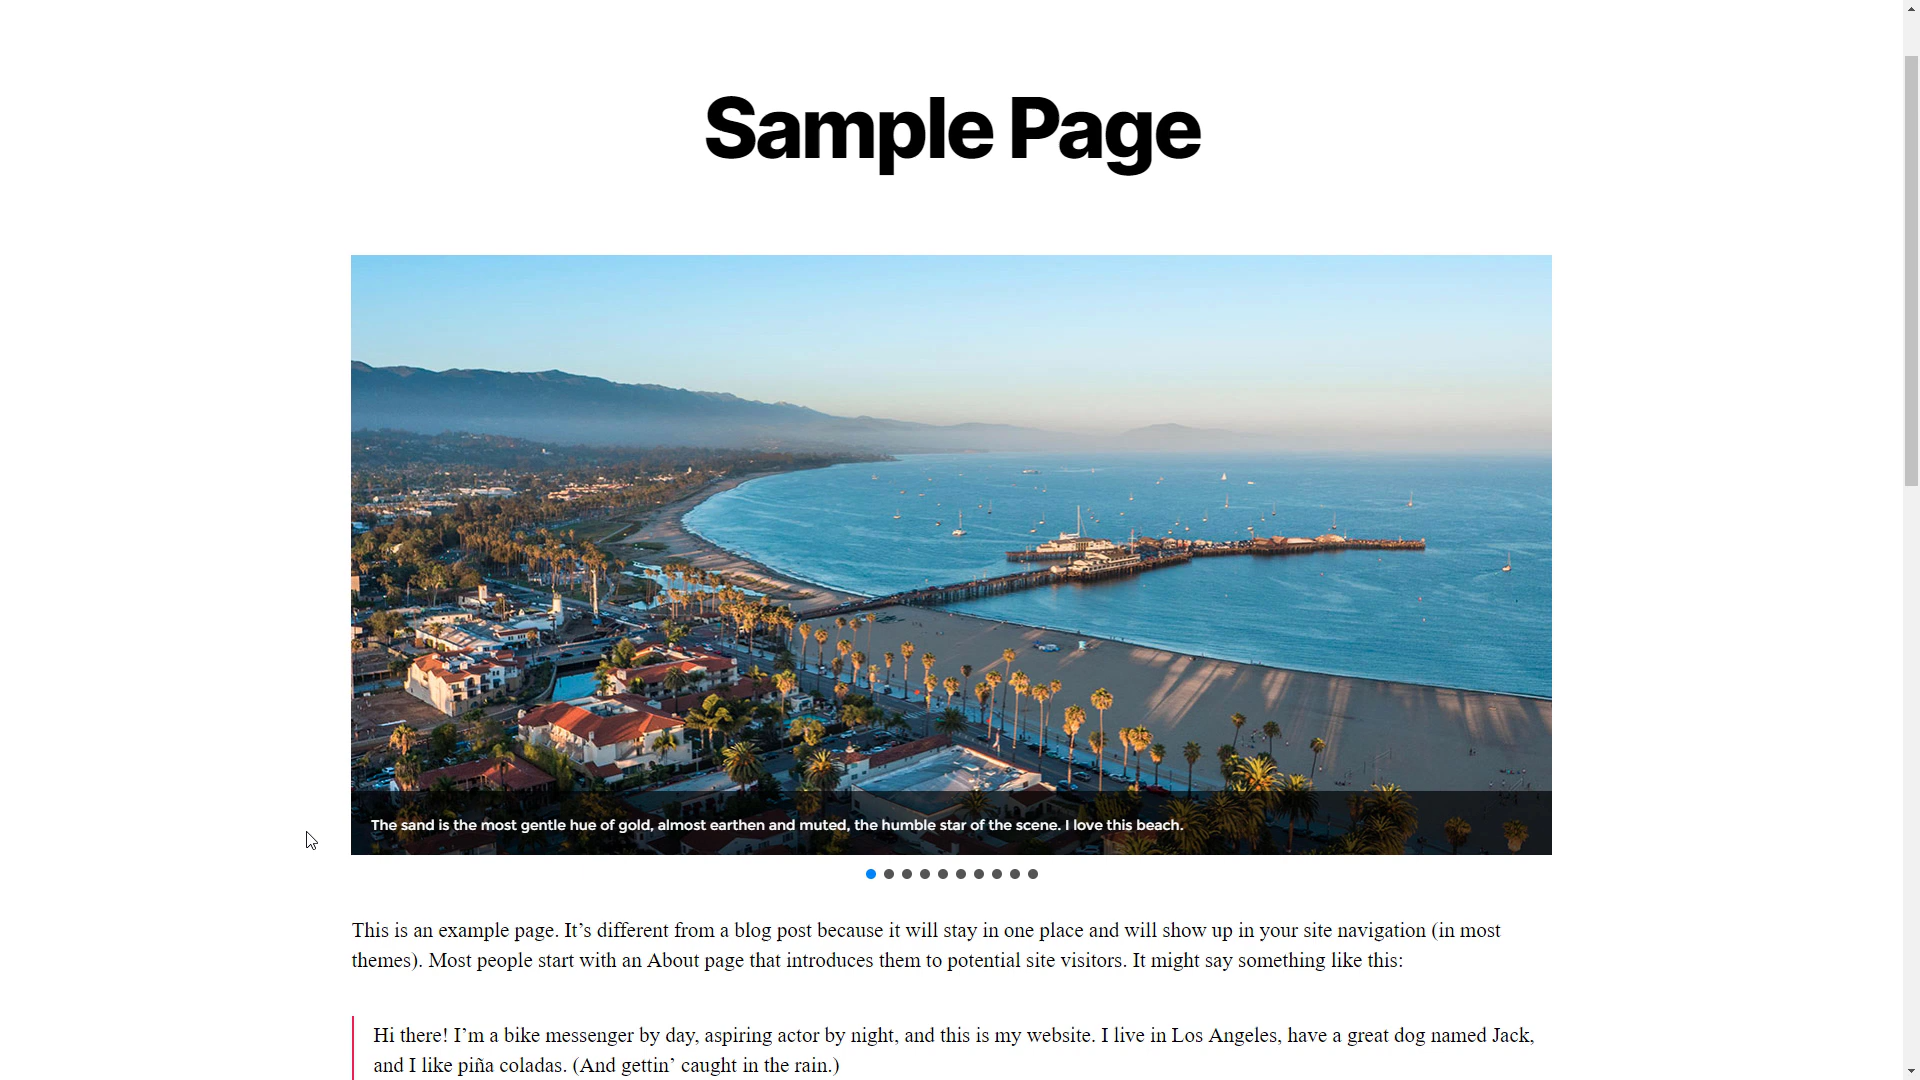 Sample Page
The sand is the most gentle hue of gold, almost earthen and muted, the humble star of the scene. I love this beach.
This is an example page. It’s different from a blog post because it will stay in one place and will show up in your site navigation (in most
themes). Most people start with an About page that introduces them to potential site visitors. It might say something like this:
Hi there! I’m a bike messenger by day, aspiring actor by night, and this is my website. I live in Los Angeles, have a great dog named Jack,
and I like piña coladas. (And gettin’ caught in the rain.)